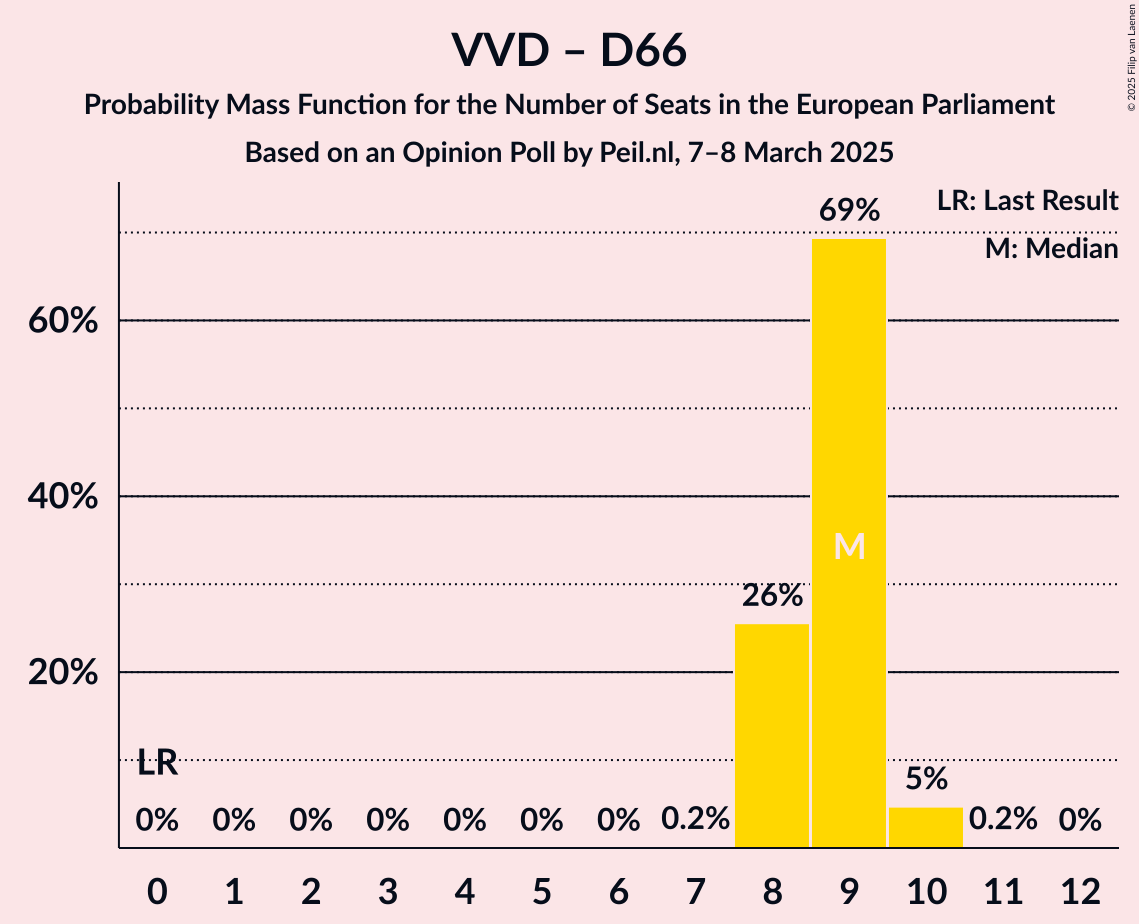 VVD – D66
Probability Mass Function for the Number of Seats in the European Parliament
Based on an Opinion Poll by Peil.nl, 7–8 March 2025
© 2025 Filip van Laenen
LR: Last Result
M: Median
69%
60%
40%
M
26%
20%
LR
5%
0% 0% 0% 0% 0% 0% 0% 0.2% 0.2% 0%
0 1 2 3 4 5 6 7 8 9 10 11 12